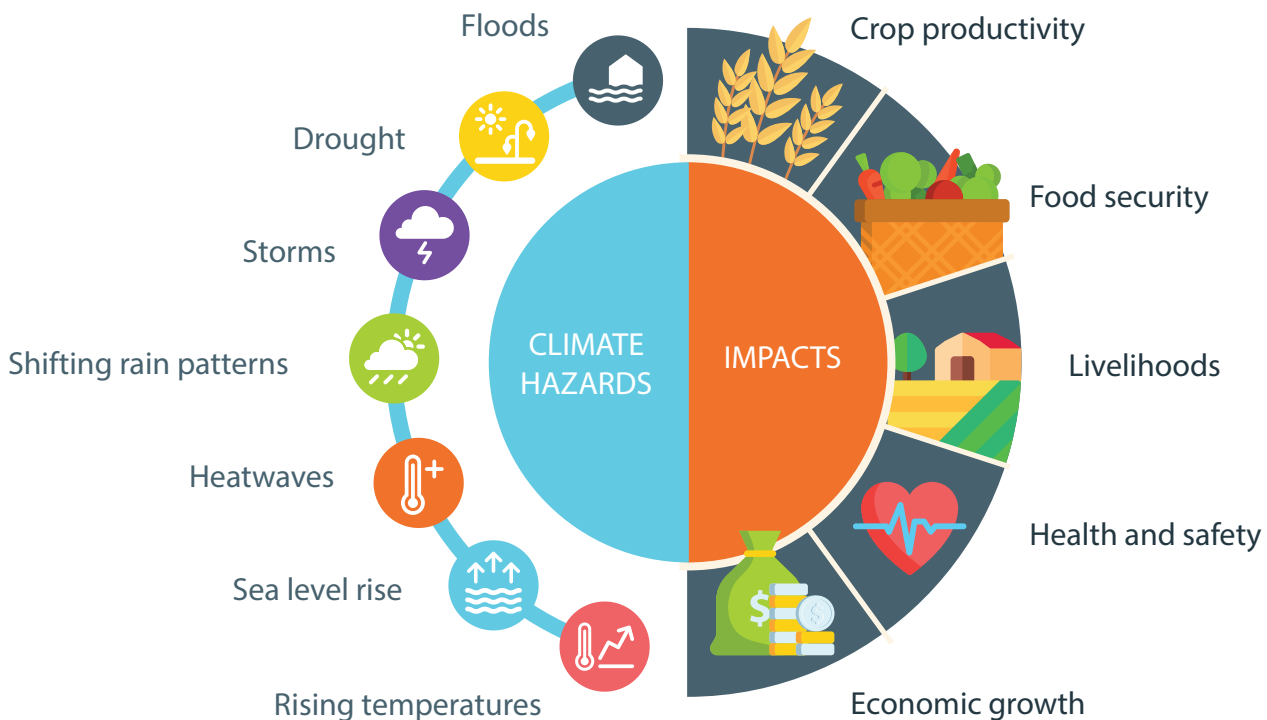 Floods
Drought
Storms
Shifting rain patterns
Heatwaves
Sea level rise
Rising temperatures
CLIMATE
HAZARDS
IMPACTS
Crop productivity
Food security
Livelihoods
Health and safety
$
Economic growth